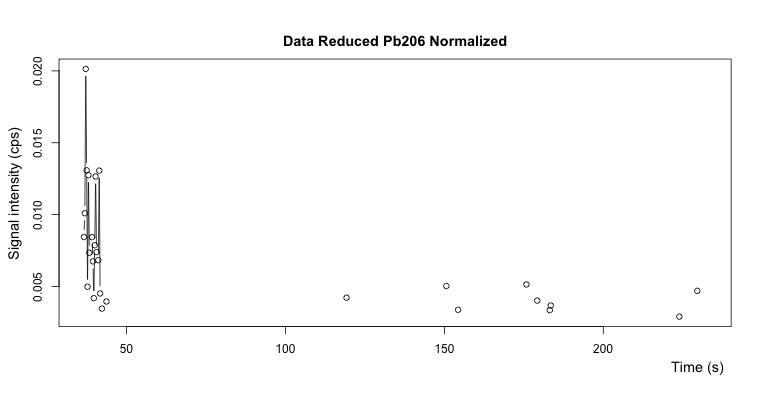 Data Reduced Pb206 Normalized
Signal intensity (cps)
0.020
0.015
0.010
0.005
50 100 150 200
Time (s)